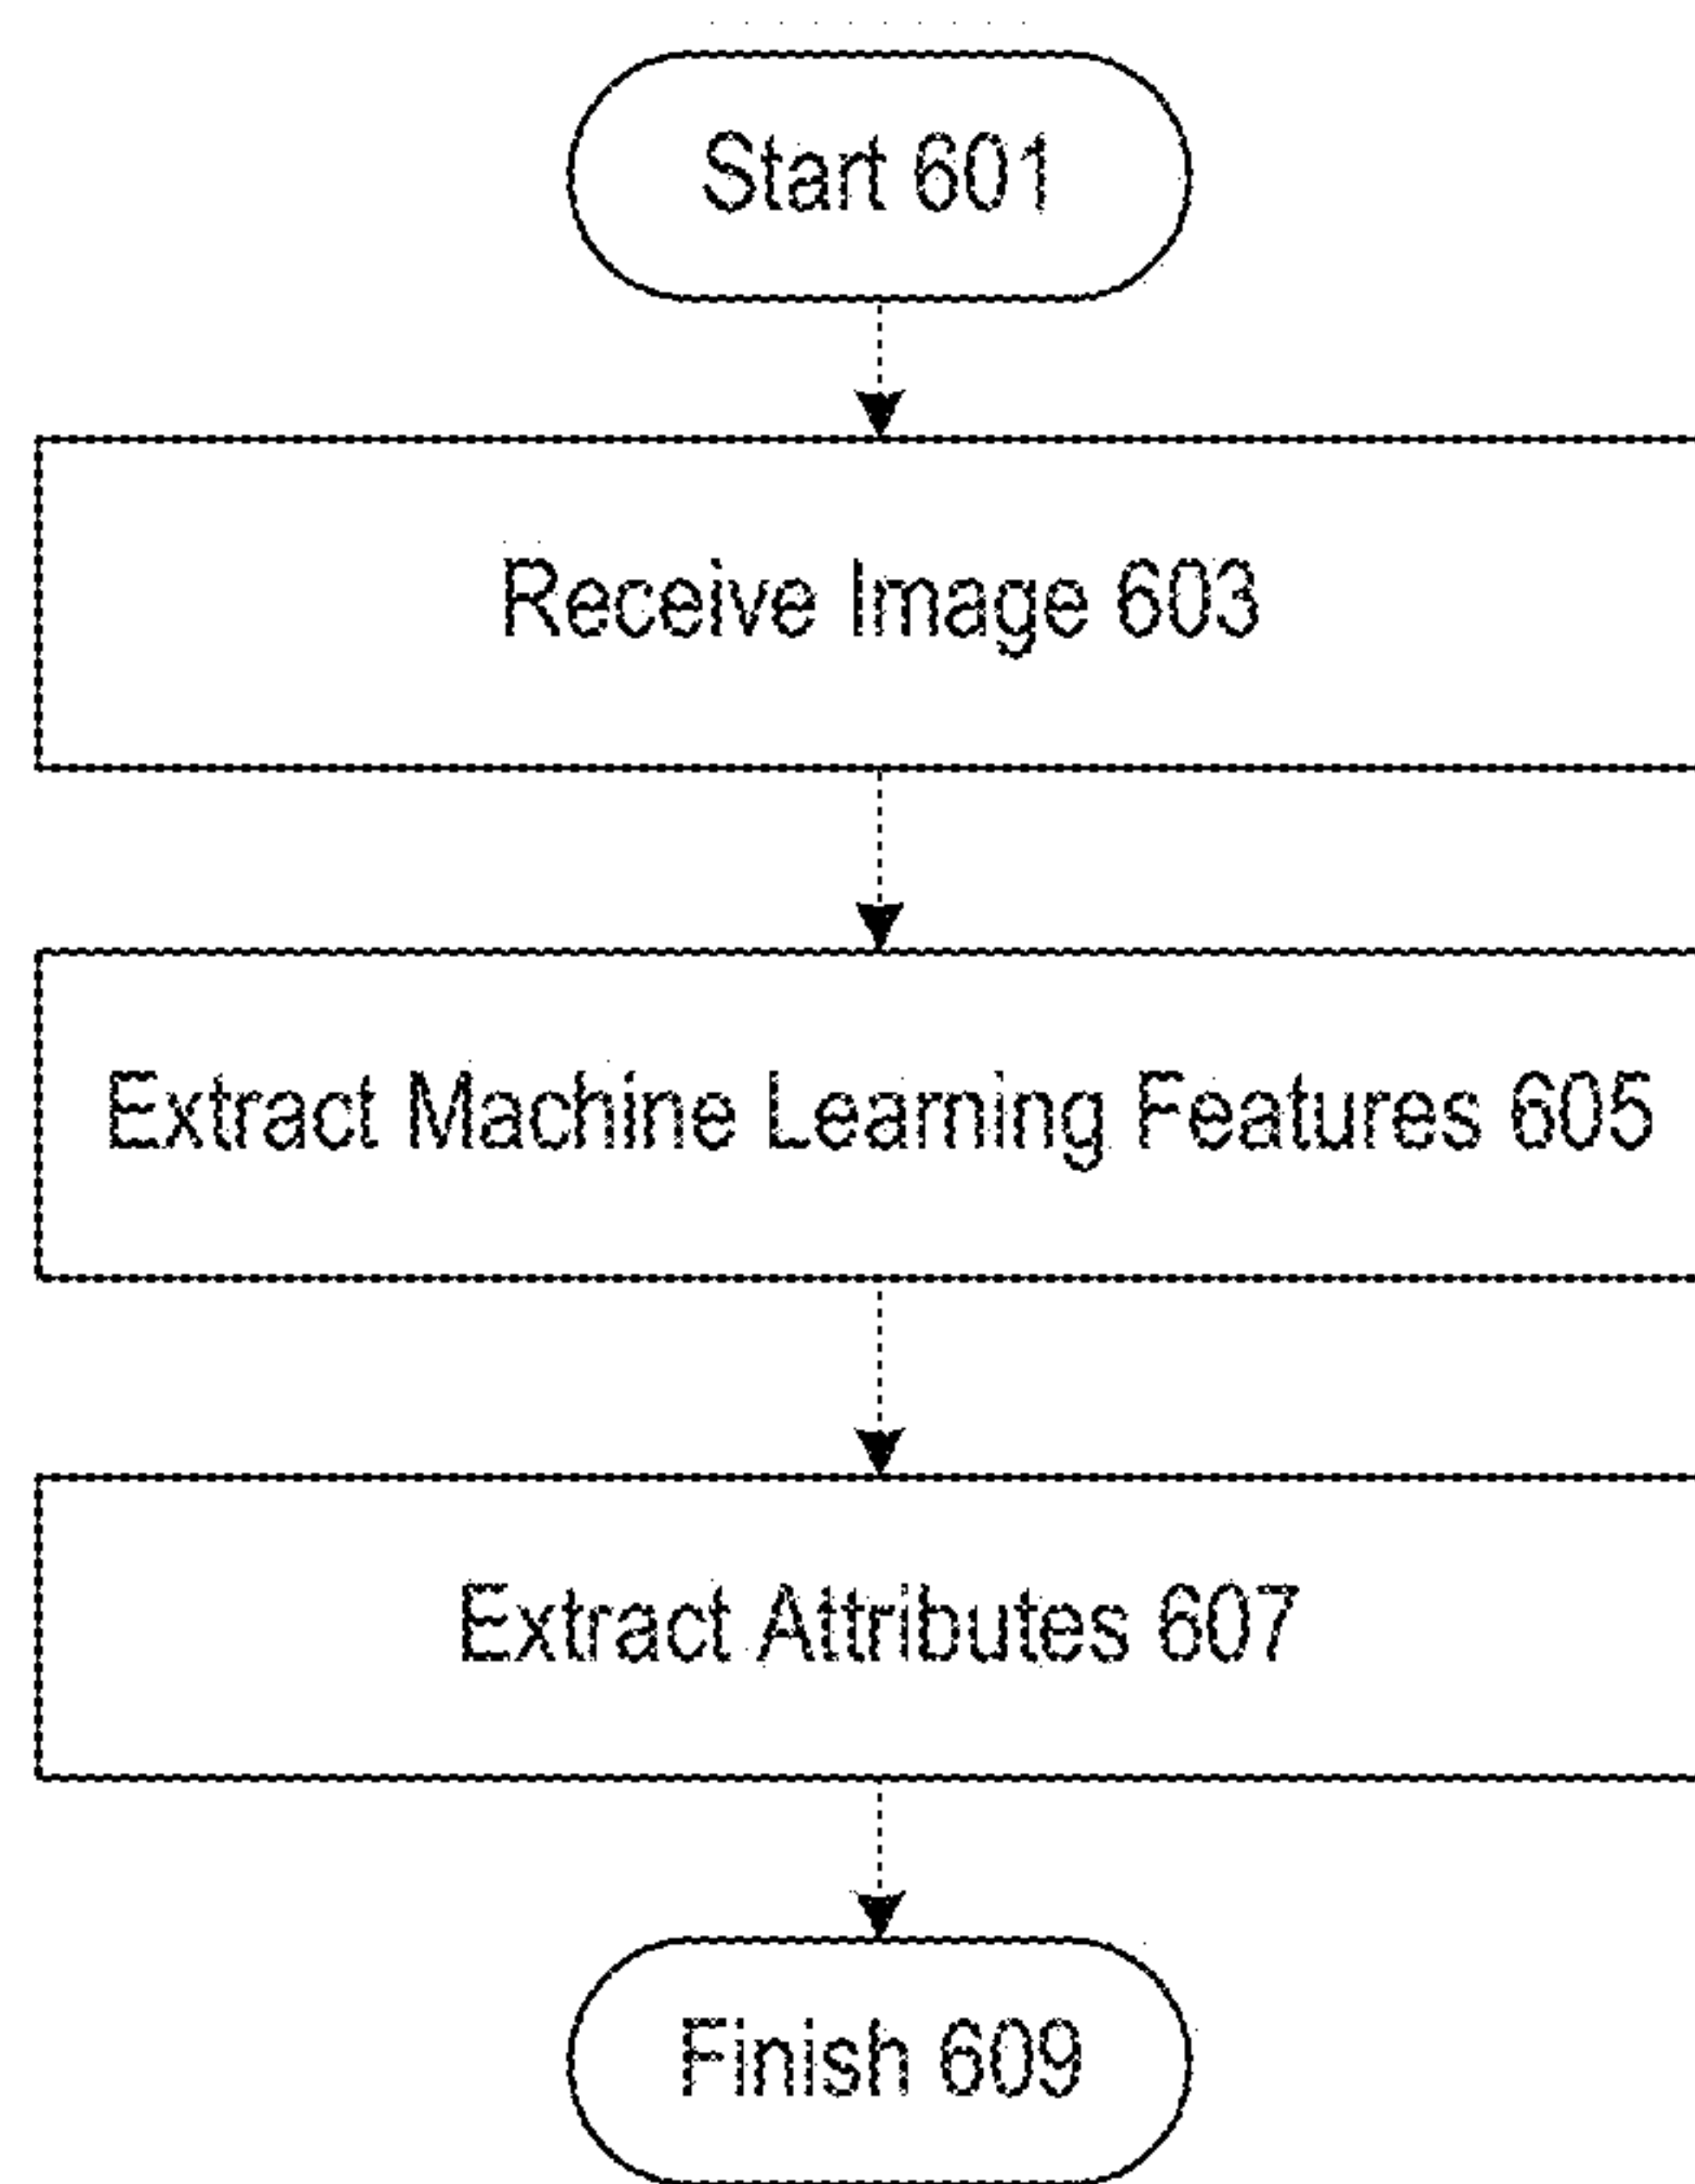 Start 601
Receive Image 603
Extract Machine Learning Features 605
Extract Attributes 607
Finish 609